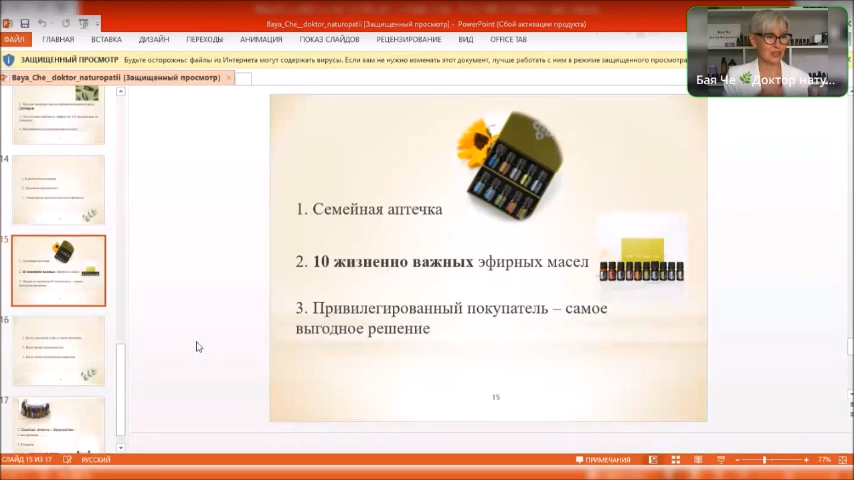 Baya_Che_doktor_naturopatii [Защищенный просмотр] - PowerPoint (Сбой активации продукта)
ФАЙЛ ГЛАВНАЯ ВСТАВКА ДИЗАЙН ПЕРЕХОДЫ АНИМАЦИЯ ПОКАЗ СЛАЙДОВ РЕЦЕНЗИРОВАНИЕ ВИД OFFICE TAB
ЗАЩИЩЕННЫЙ ПРОСМОТР Будьте осторожны: файлы из Интернета могут содержать вирусы. Если вам не нужно изменять этот документ, лучше работать с ним в режиме защищенного просмотра
Бая Че Доктор нату...
Baya_Che__doktor_naturopatii [Защищенный просмотр]
14
15
16
17
1. Семейная аптечка
2. 10 жизненно важных эфирных масел
3. Привилегированный покупатель – самое
выгодное решение
15
СЛАЙД 15 ИЗ 17 РУССКИЙ ПРИМЕЧАНИЯ 77%